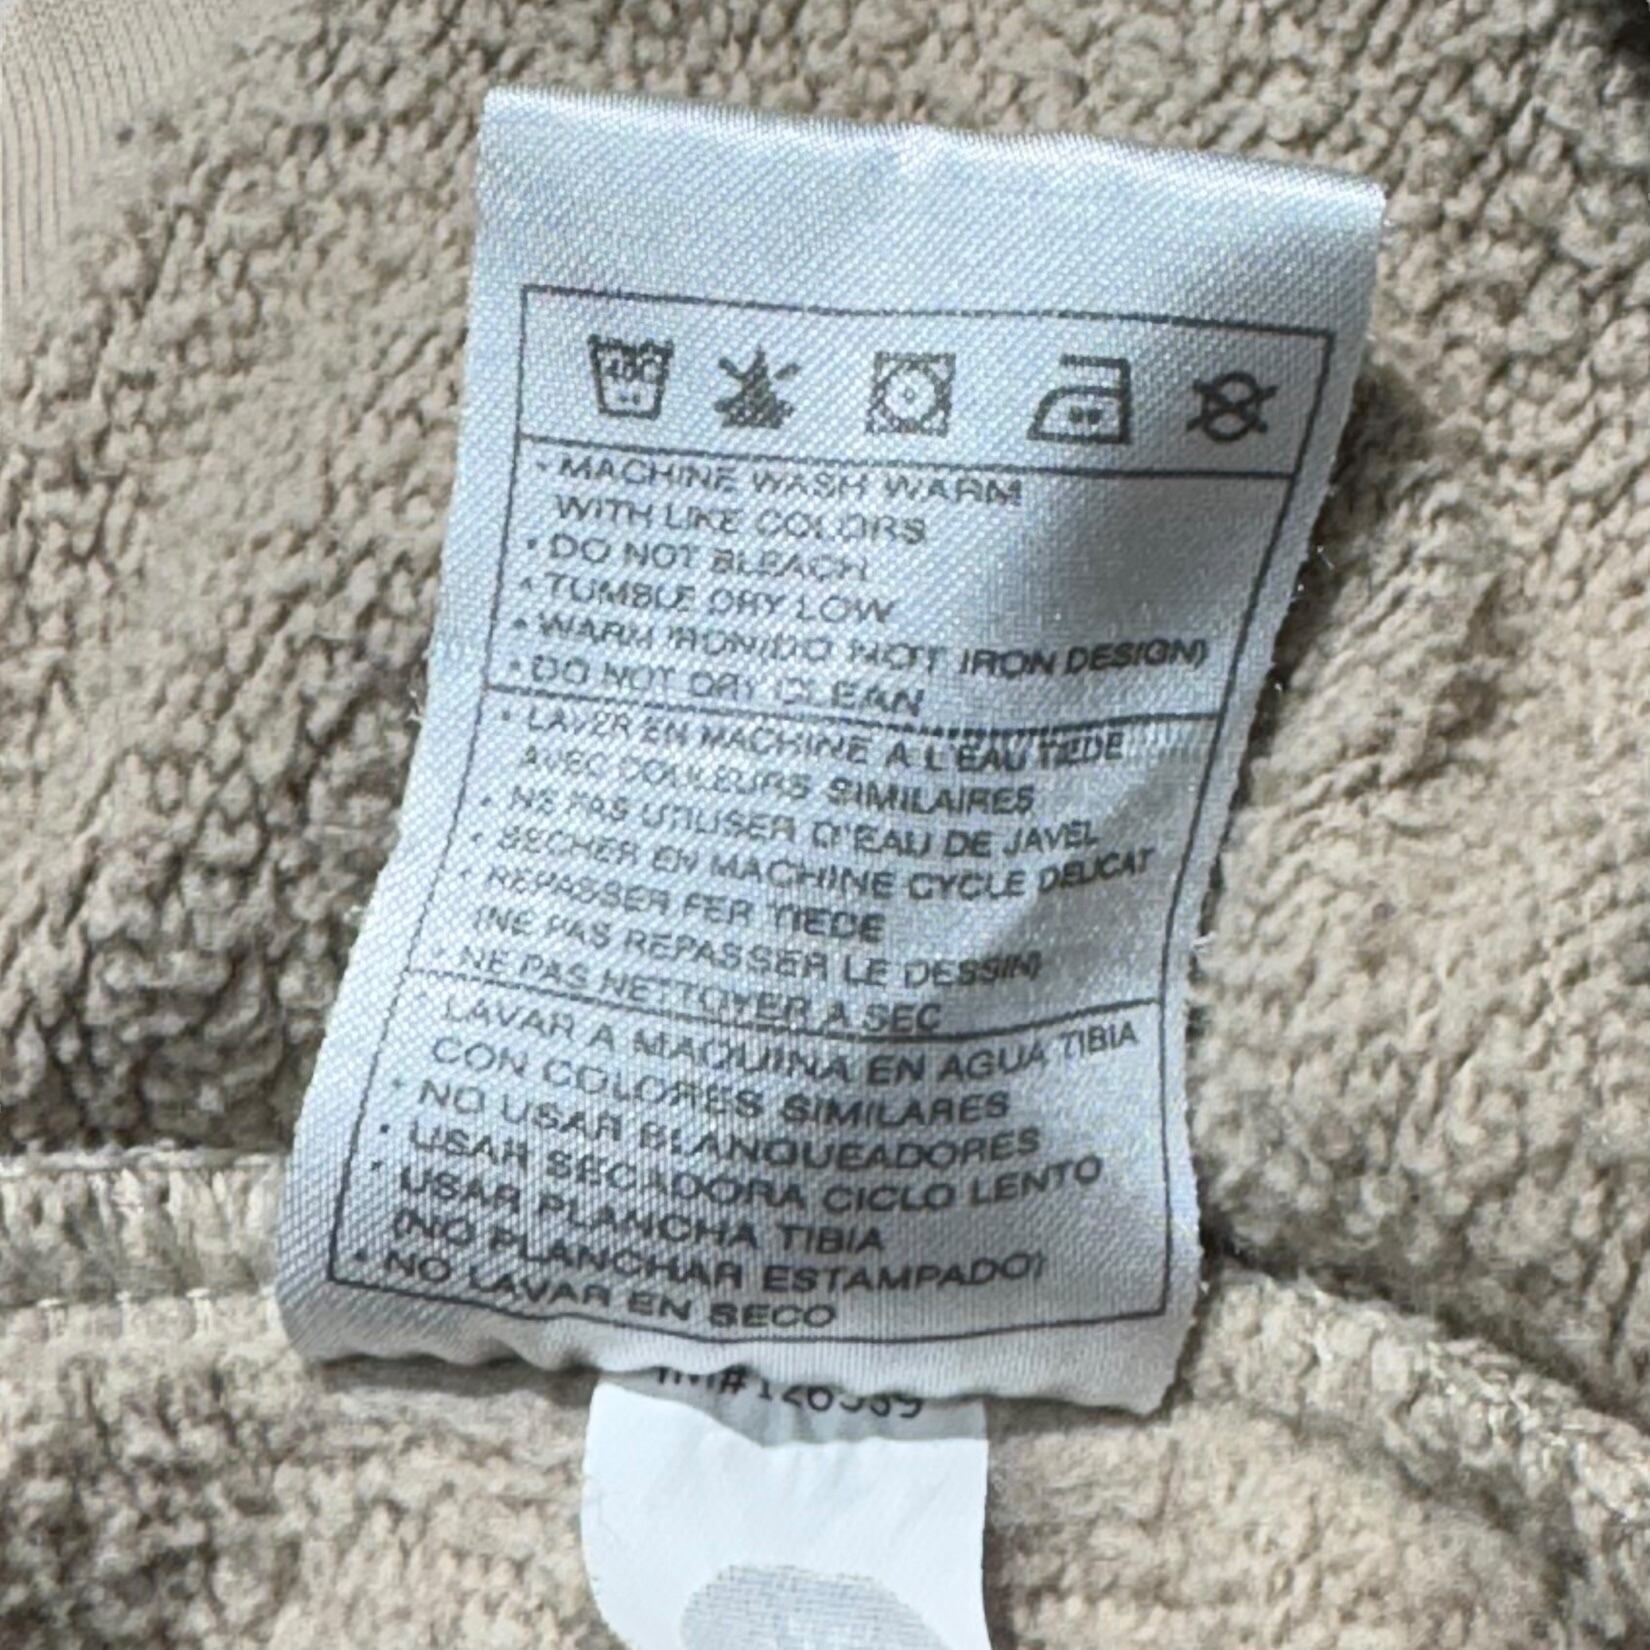 40C
• MACHINE WASH WARM
WITH LIKE COLORS
• DO NOT BLEACH
• TUMBLE DRY LOW
• WARM IRON(DO NOT IRON DESIGN)
• DO NOT DRY CLEAN
• LAVER EN MACHINE A L'EAU TIEDE
AVEC COULEURS SIMILAIRES
• NE PAS UTILISER D'EAU DE JAVEL
• SECHER EN MACHINE CYCLE DELICAT
• REPASSER FER TIEDE
(NE PAS REPASSER LE DESSIN)
• NE PAS NETTOYER A SEC
• LAVAR A MAQUINA EN AGUA TIBIA
CON COLORES SIMILARES
• NO USAR BLANQUEADORES
• USAR SECADORA CICLO LENTO
• USAR PLANCHA TIBIA
(NO PLANCHAR ESTAMPADO)
• NO LAVAR EN SECO